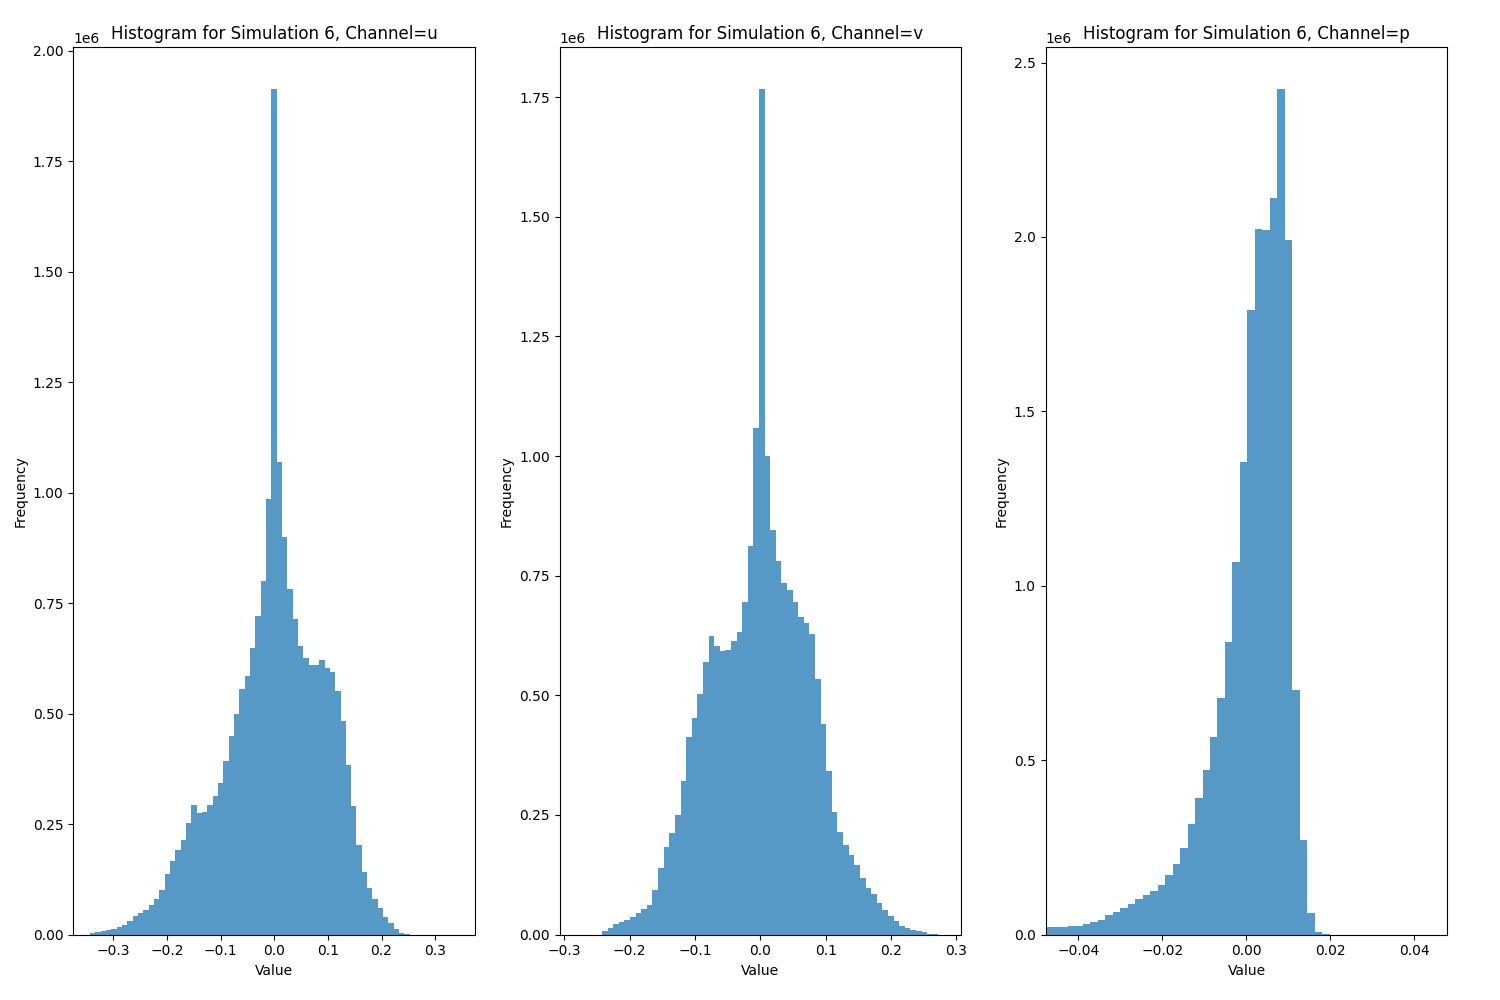 Histogram for Simulation 6, Channel=u
1e6
2.00
1.75
1.50
1.25
1.00
0.75
0.50
0.25
0.00
Frequency
−0.3 −0.2 −0.1 0.0 0.1 0.2 0.3
Value
Histogram for Simulation 6, Channel=v
1e6
1.75
1.50
1.25
1.00
0.75
0.50
0.25
0.00
Frequency
−0.3 −0.2 −0.1 0.0 0.1 0.2 0.3
Value
Histogram for Simulation 6, Channel=p
1e6
2.5
2.0
1.5
1.0
0.5
0.0
Frequency
−0.04 −0.02 0.00 0.02 0.04
Value